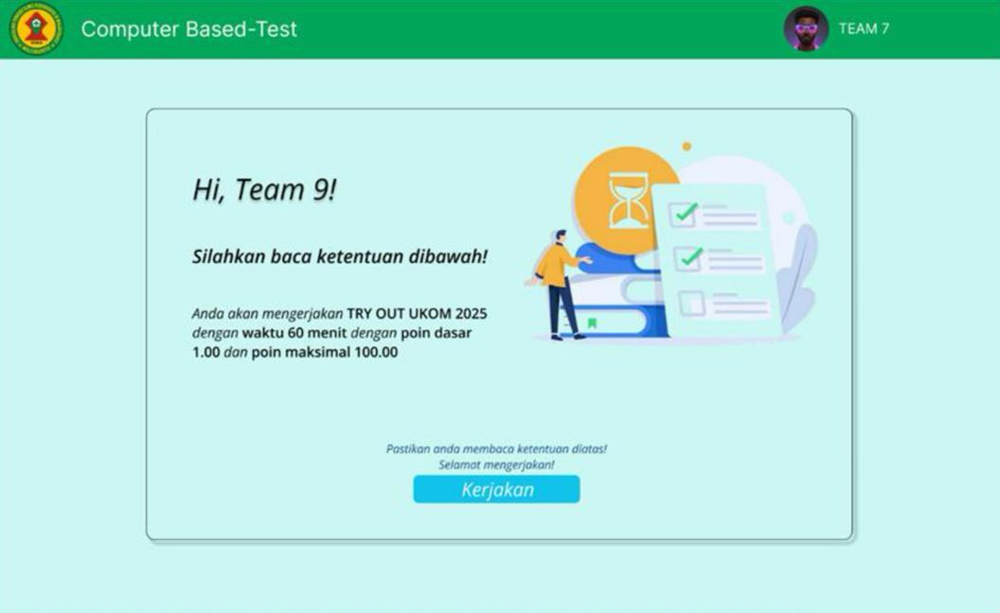 Computer Based-Test
TEAM 7
Hi, Team 9!
Silahkan baca ketentuan dibawah!
Anda akan mengerjakan TRY OUT UKOM 2025
dengan waktu 60 menit dengan poin dasar
1.00 dan poin maksimal 100.00
Pastikan anda membaca ketentuan diatas!
Selamat mengerjakan!
Kerjakan